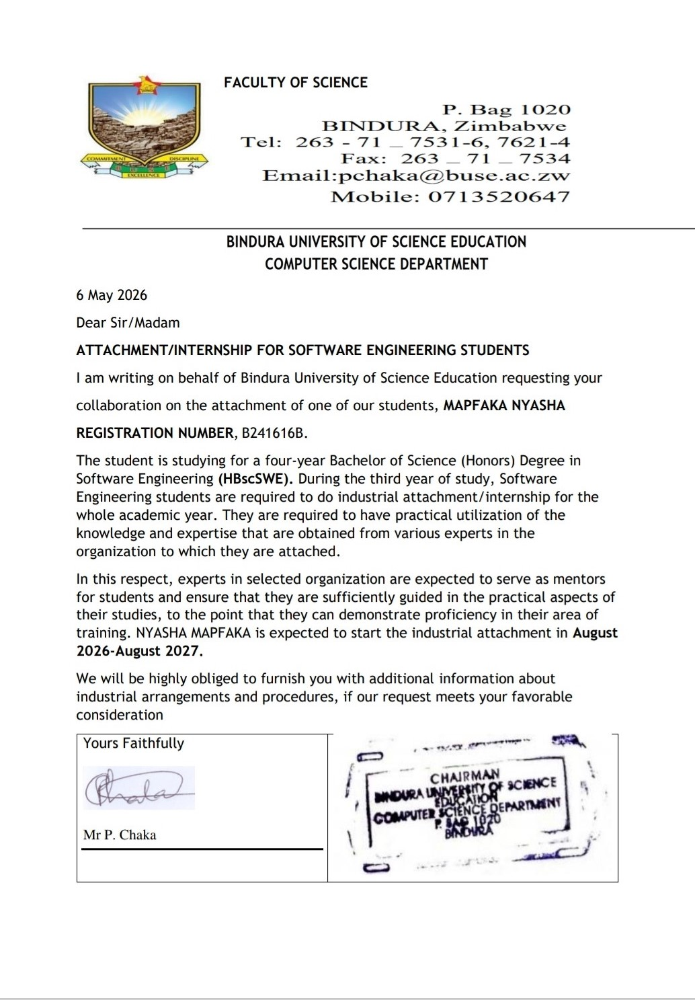 FACULTY OF SCIENCE
P. Bag 1020
BINDURA, Zimbabwe
Tel: 263 - 71 – 7531-6, 7621-4
Fax: 263 – 71 – 7534
Email:pchaka@buse.ac.zw
Mobile: 0713520647
COMMITMENT DISCIPLINE
EXCELLENCE
BINDURA UNIVERSITY OF SCIENCE EDUCATION
COMPUTER SCIENCE DEPARTMENT
6 May 2026
Dear Sir/Madam
ATTACHMENT/INTERNSHIP FOR SOFTWARE ENGINEERING STUDENTS
I am writing on behalf of Bindura University of Science Education requesting your
collaboration on the attachment of one of our students, MAPFAKA NYASHA
REGISTRATION NUMBER, B241616B.
The student is studying for a four-year Bachelor of Science (Honors) Degree in
Software Engineering (HBscSWE). During the third year of study, Software
Engineering students are required to do industrial attachment/internship for the
whole academic year. They are required to have practical utilization of the
knowledge and expertise that are obtained from various experts in the
organization to which they are attached.
In this respect, experts in selected organization are expected to serve as mentors
for students and ensure that they are sufficiently guided in the practical aspects of
their studies, to the point that they can demonstrate proficiency in their area of
training. NYASHA MAPFAKA is expected to start the industrial attachment in August
2026-August 2027.
We will be highly obliged to furnish you with additional information about
industrial arrangements and procedures, if our request meets your favorable
consideration
Yours Faithfully
Mr P. Chaka
CHAIRMAN
BINDURA UNIVERSITY OF SCIENCE
EDUCATION
COMPUTER SCIENCE DEPARTMENT
P. BAG 1020
BINDURA